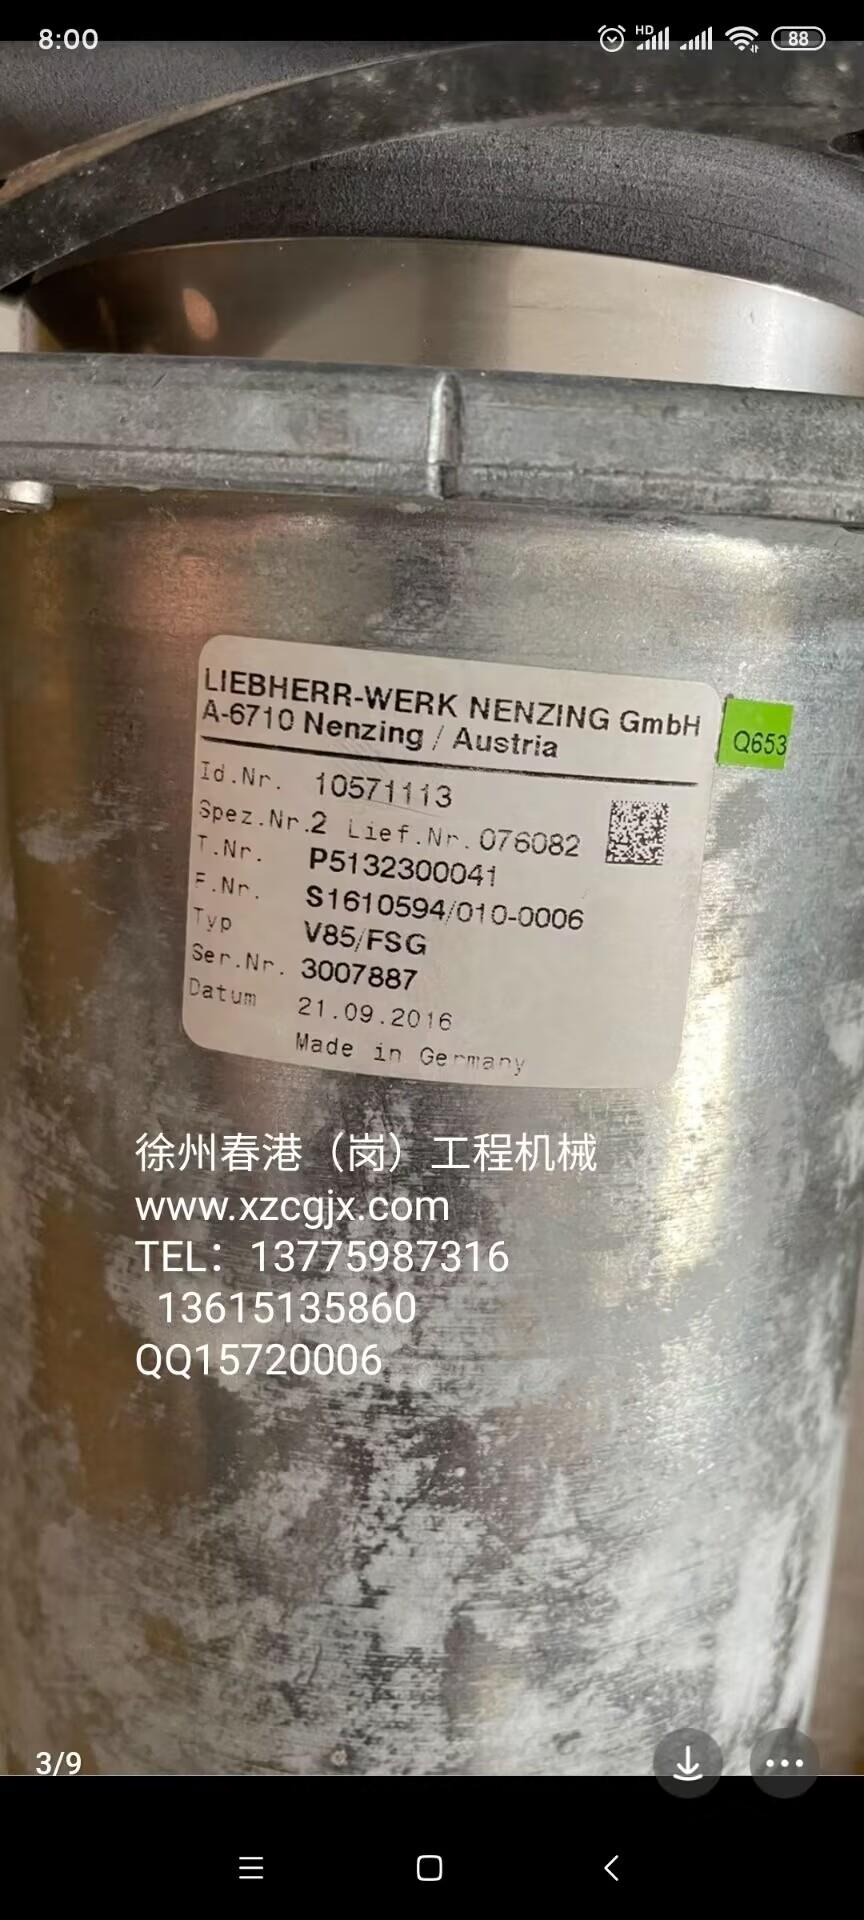 8:00
HD
88
LIEBHERR-WERK NENZING GmbH
A-6710 Nenzing / Austria
Q653
Id.Nr. 10571113
Spez.Nr.2 Lief.Nr.076082
T.Nr. P5132300041
F.Nr. S1610594/010-0006
Typ V85/FSG
Ser.Nr. 3007887
Datum 21.09.2016
Made in Germany
徐州春港（岗）工程机械
www.xzcgjx.com
TEL：13775987316
13615135860
QQ15720006
3/9